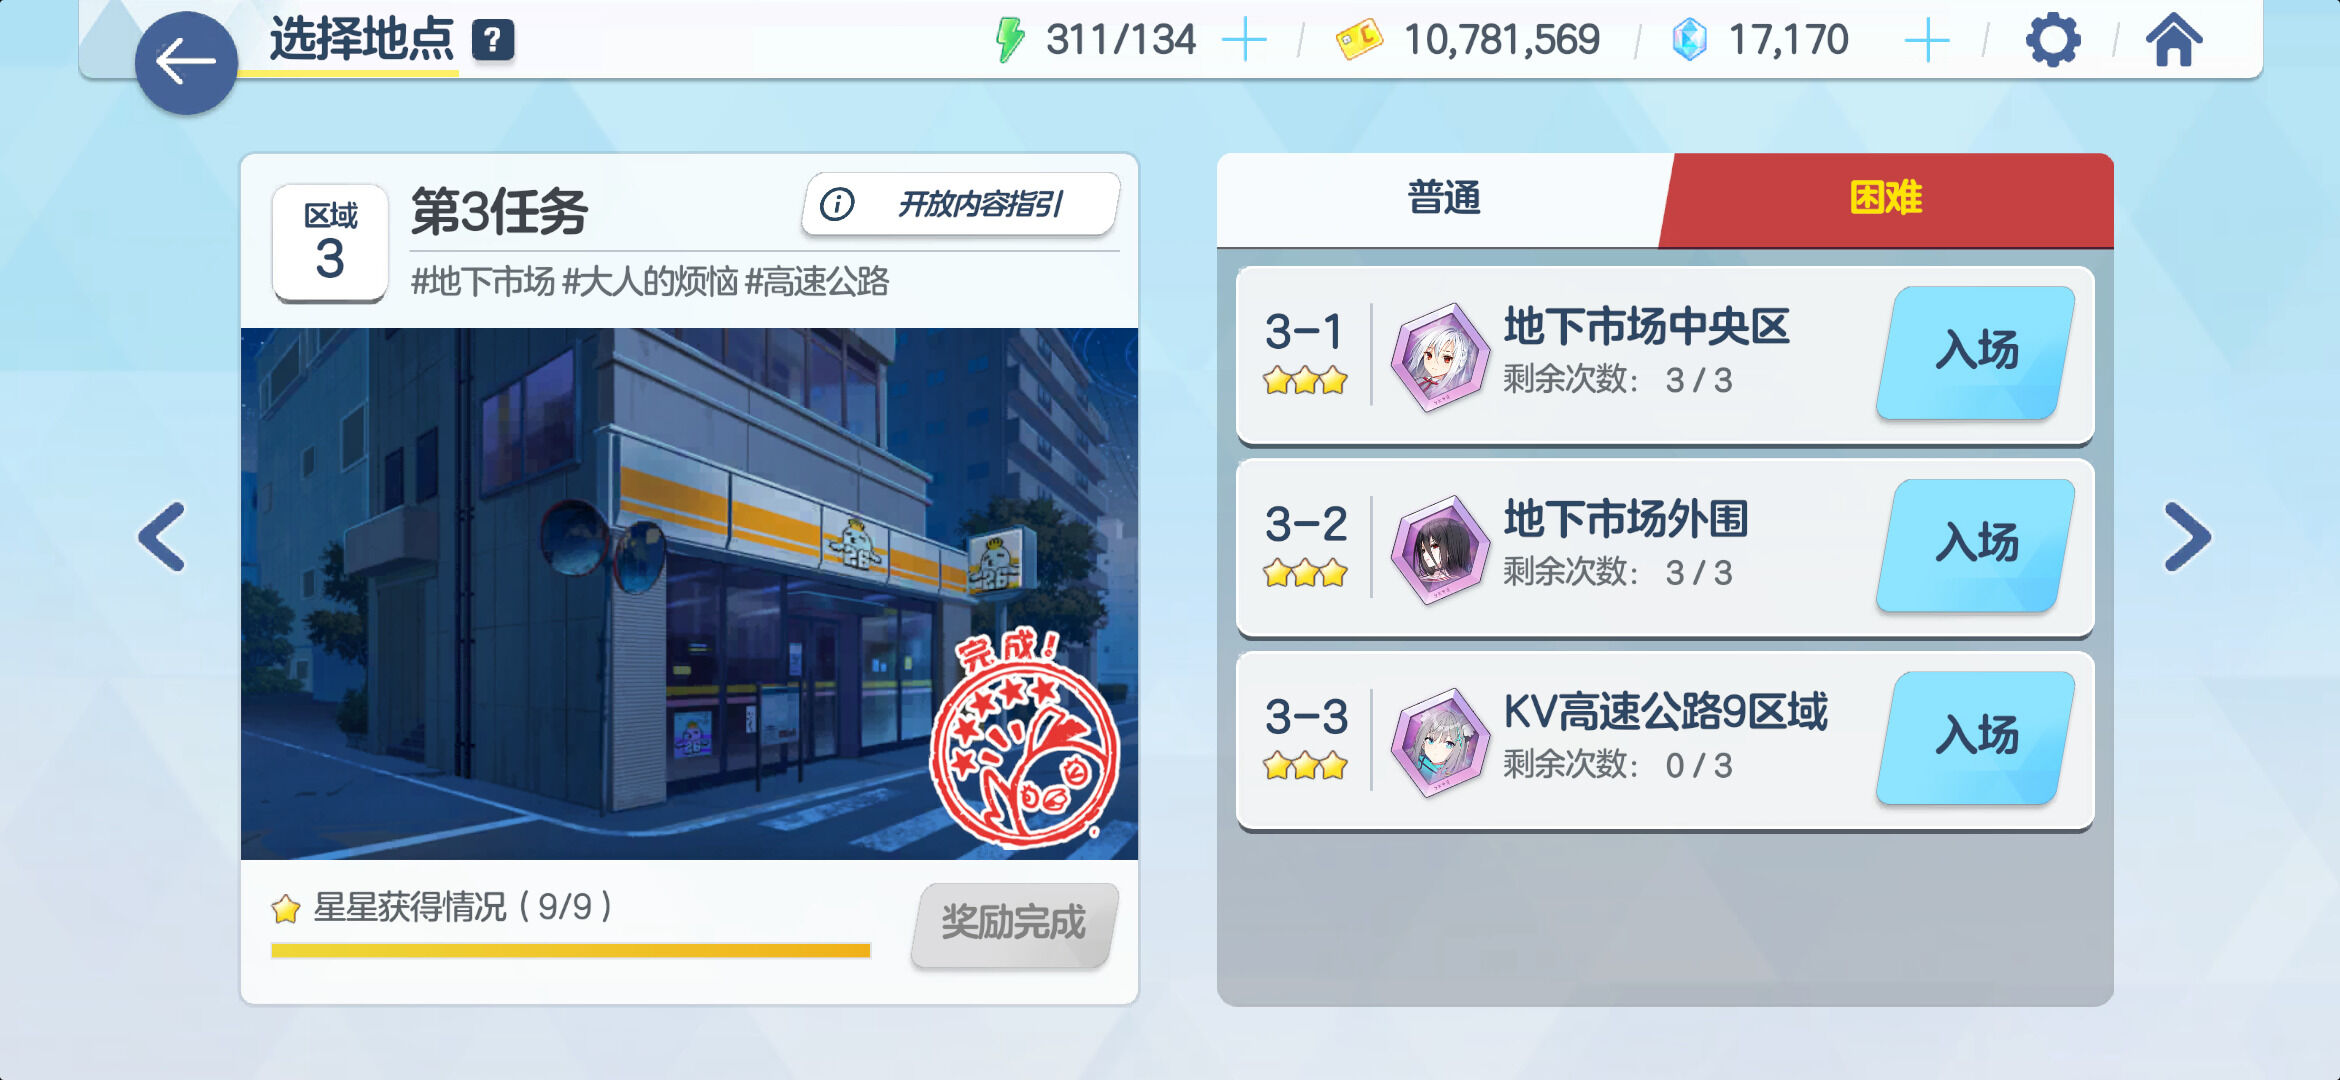 选择地点 ?
311/134
10,781,569
17,170
区域
3
第3任务
开放内容指引
#地下市场 #大人的烦恼 #高速公路
26
26
26
完成!
星星获得情况 ( 9/9 )
奖励完成
普通
困难
3-1
地下市场中央区
剩余次数: 3 / 3
入场
3-2
地下市场外围
剩余次数: 3 / 3
入场
3-3
KV高速公路9区域
剩余次数: 0 / 3
入场